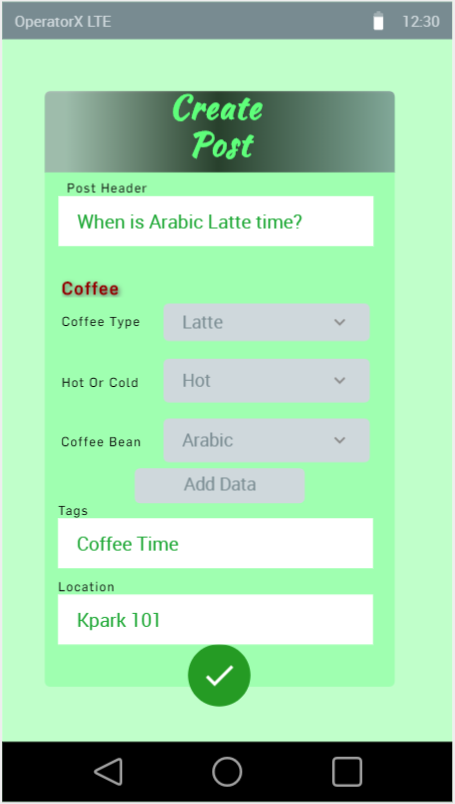 OperatorX LTE 12:30
Create
Post
Post Header
When is Arabic Latte time?
Coffee
Coffee Type Latte
Hot Or Cold Hot
Coffee Bean Arabic
Add Data
Tags
Coffee Time
Location
Kpark 101